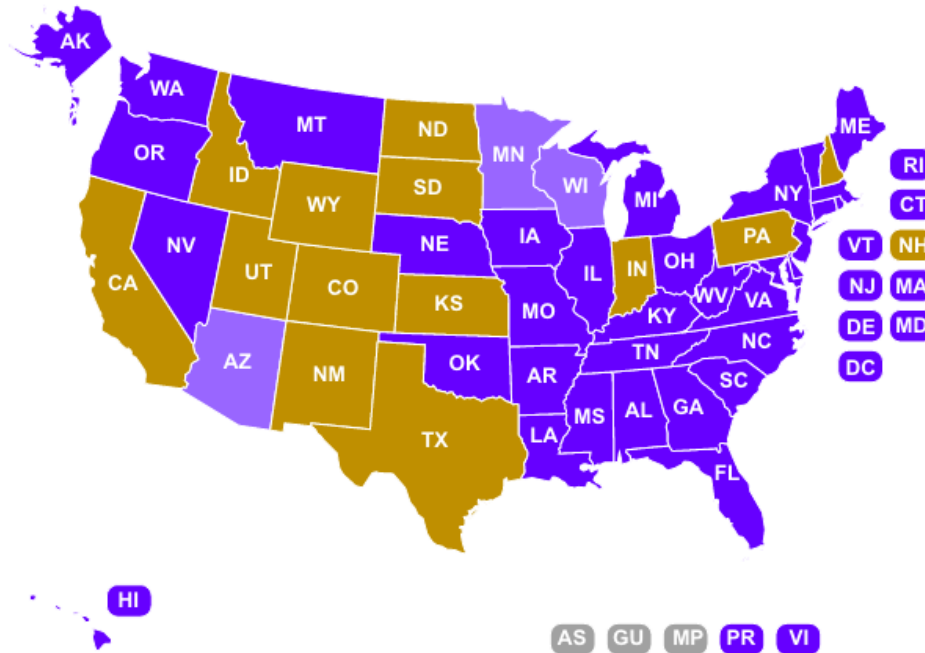 AK
WA
MT
ND
MN
ME
OR
ID
SD
WI
MI
NY
RI
WY
CT
NV
NE
IA
PA
VT
NH
CA
UT
CO
IL
IN
OH
NJ
MA
KS
MO
WV
VA
KY
DE
MD
AZ
NM
OK
AR
TN
NC
DC
SC
TX
MS
AL
GA
LA
FL
HI
AS GU MP PR VI